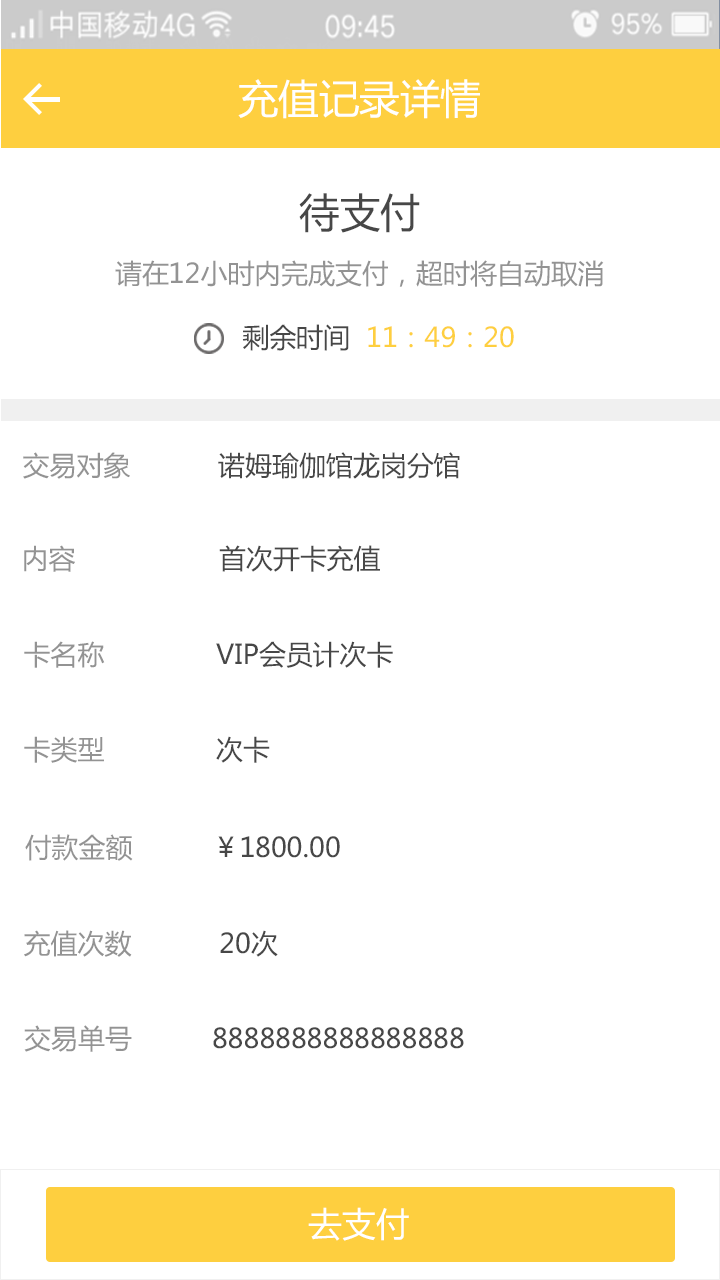 中国移动4G 09:45 95%
充值记录详情
待支付
请在12小时内完成支付，超时将自动取消
剩余时间 11：49：20
交易对象 诺姆瑜伽馆龙岗分馆
内容 首次开卡充值
卡名称 VIP会员计次卡
卡类型 次卡
付款金额 ¥1800.00
充值次数 20次
交易单号 8888888888888888
去支付